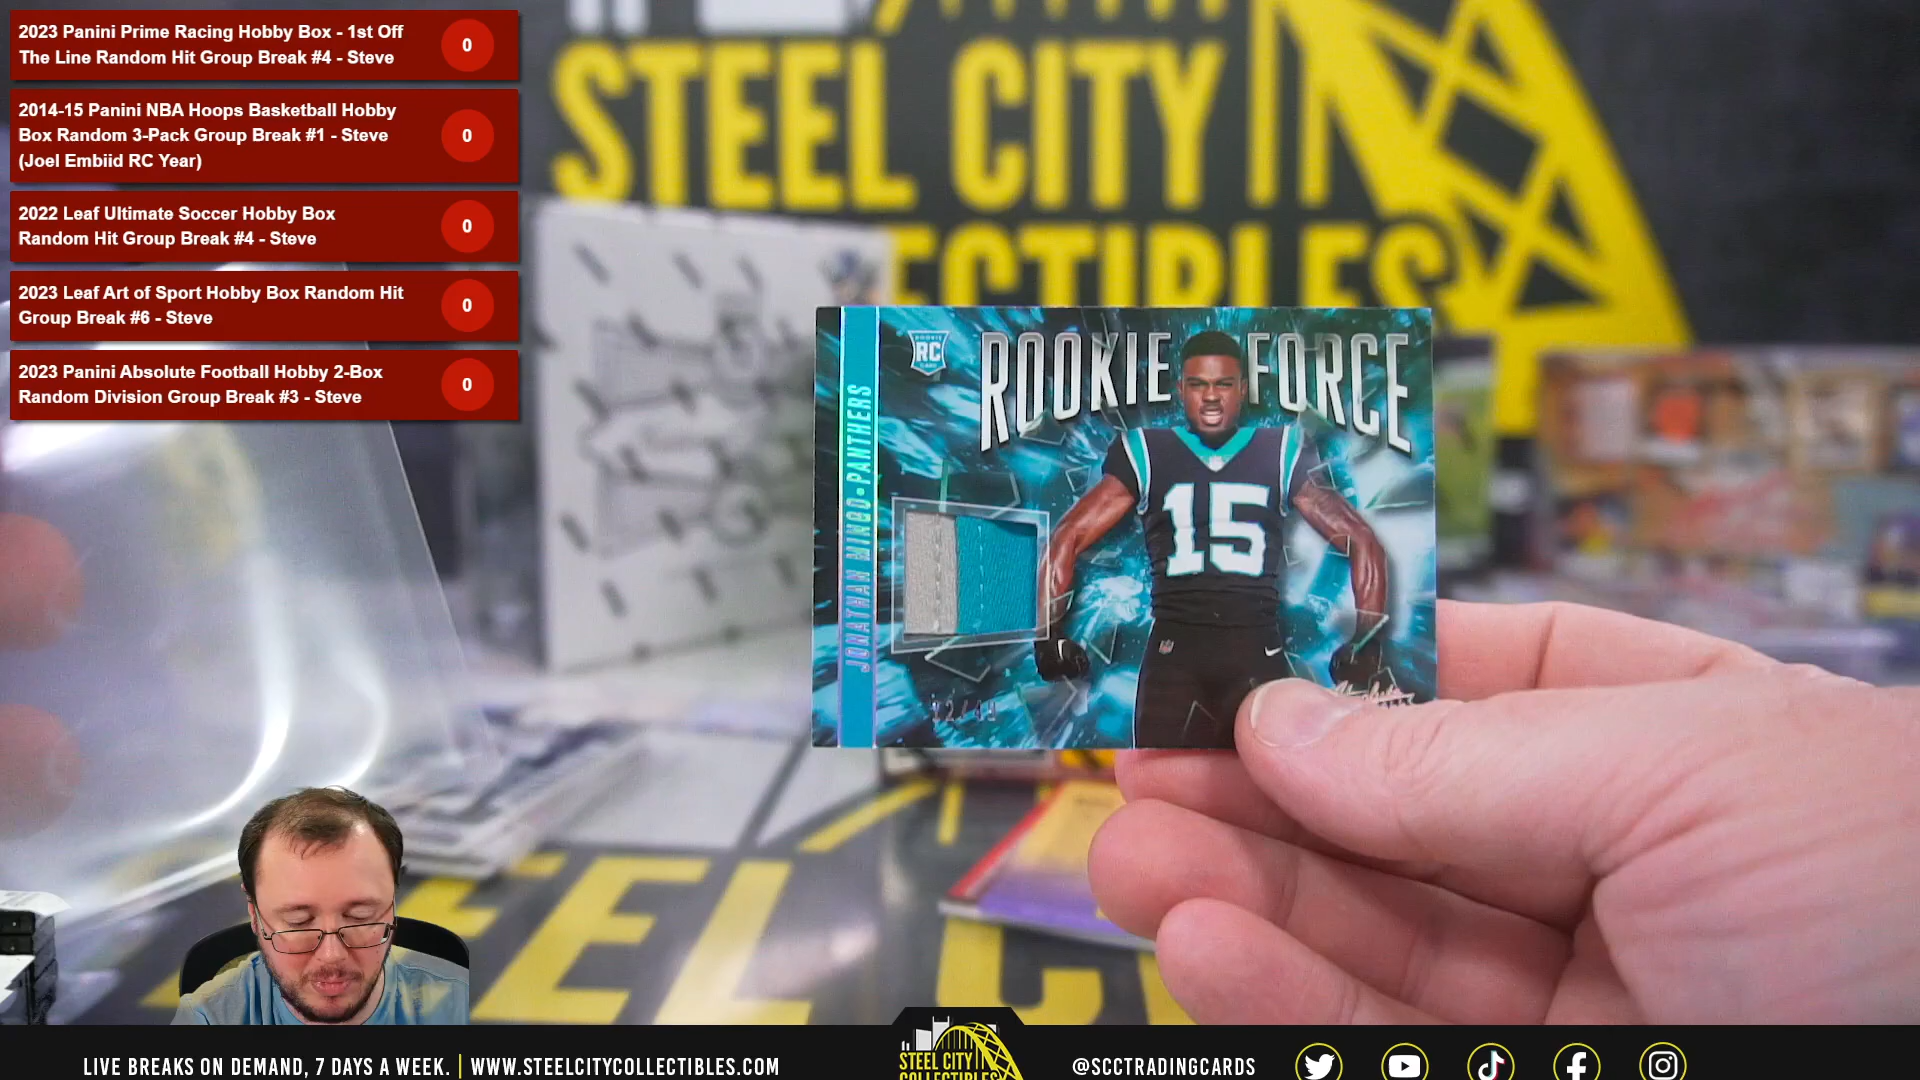 2023 Panini Prime Racing Hobby Box - 1st Off
The Line Random Hit Group Break #4 - Steve
0
2014-15 Panini NBA Hoops Basketball Hobby
Box Random 3-Pack Group Break #1 - Steve
(Joel Embiid RC Year)
0
2022 Leaf Ultimate Soccer Hobby Box
Random Hit Group Break #4 - Steve
0
2023 Leaf Art of Sport Hobby Box Random Hit
Group Break #6 - Steve
0
2023 Panini Absolute Football Hobby 2-Box
Random Division Group Break #3 - Steve
0
STEEL CITY
ROOKIE
RC
CARD
ROOKIE FORCE
JONATHAN MINGO • PANTHERS
15
LIVE BREAKS ON DEMAND, 7 DAYS A WEEK. | WWW.STEELCITYCOLLECTIBLES.COM
STEEL CITY
@SCCTRADINGCARDS